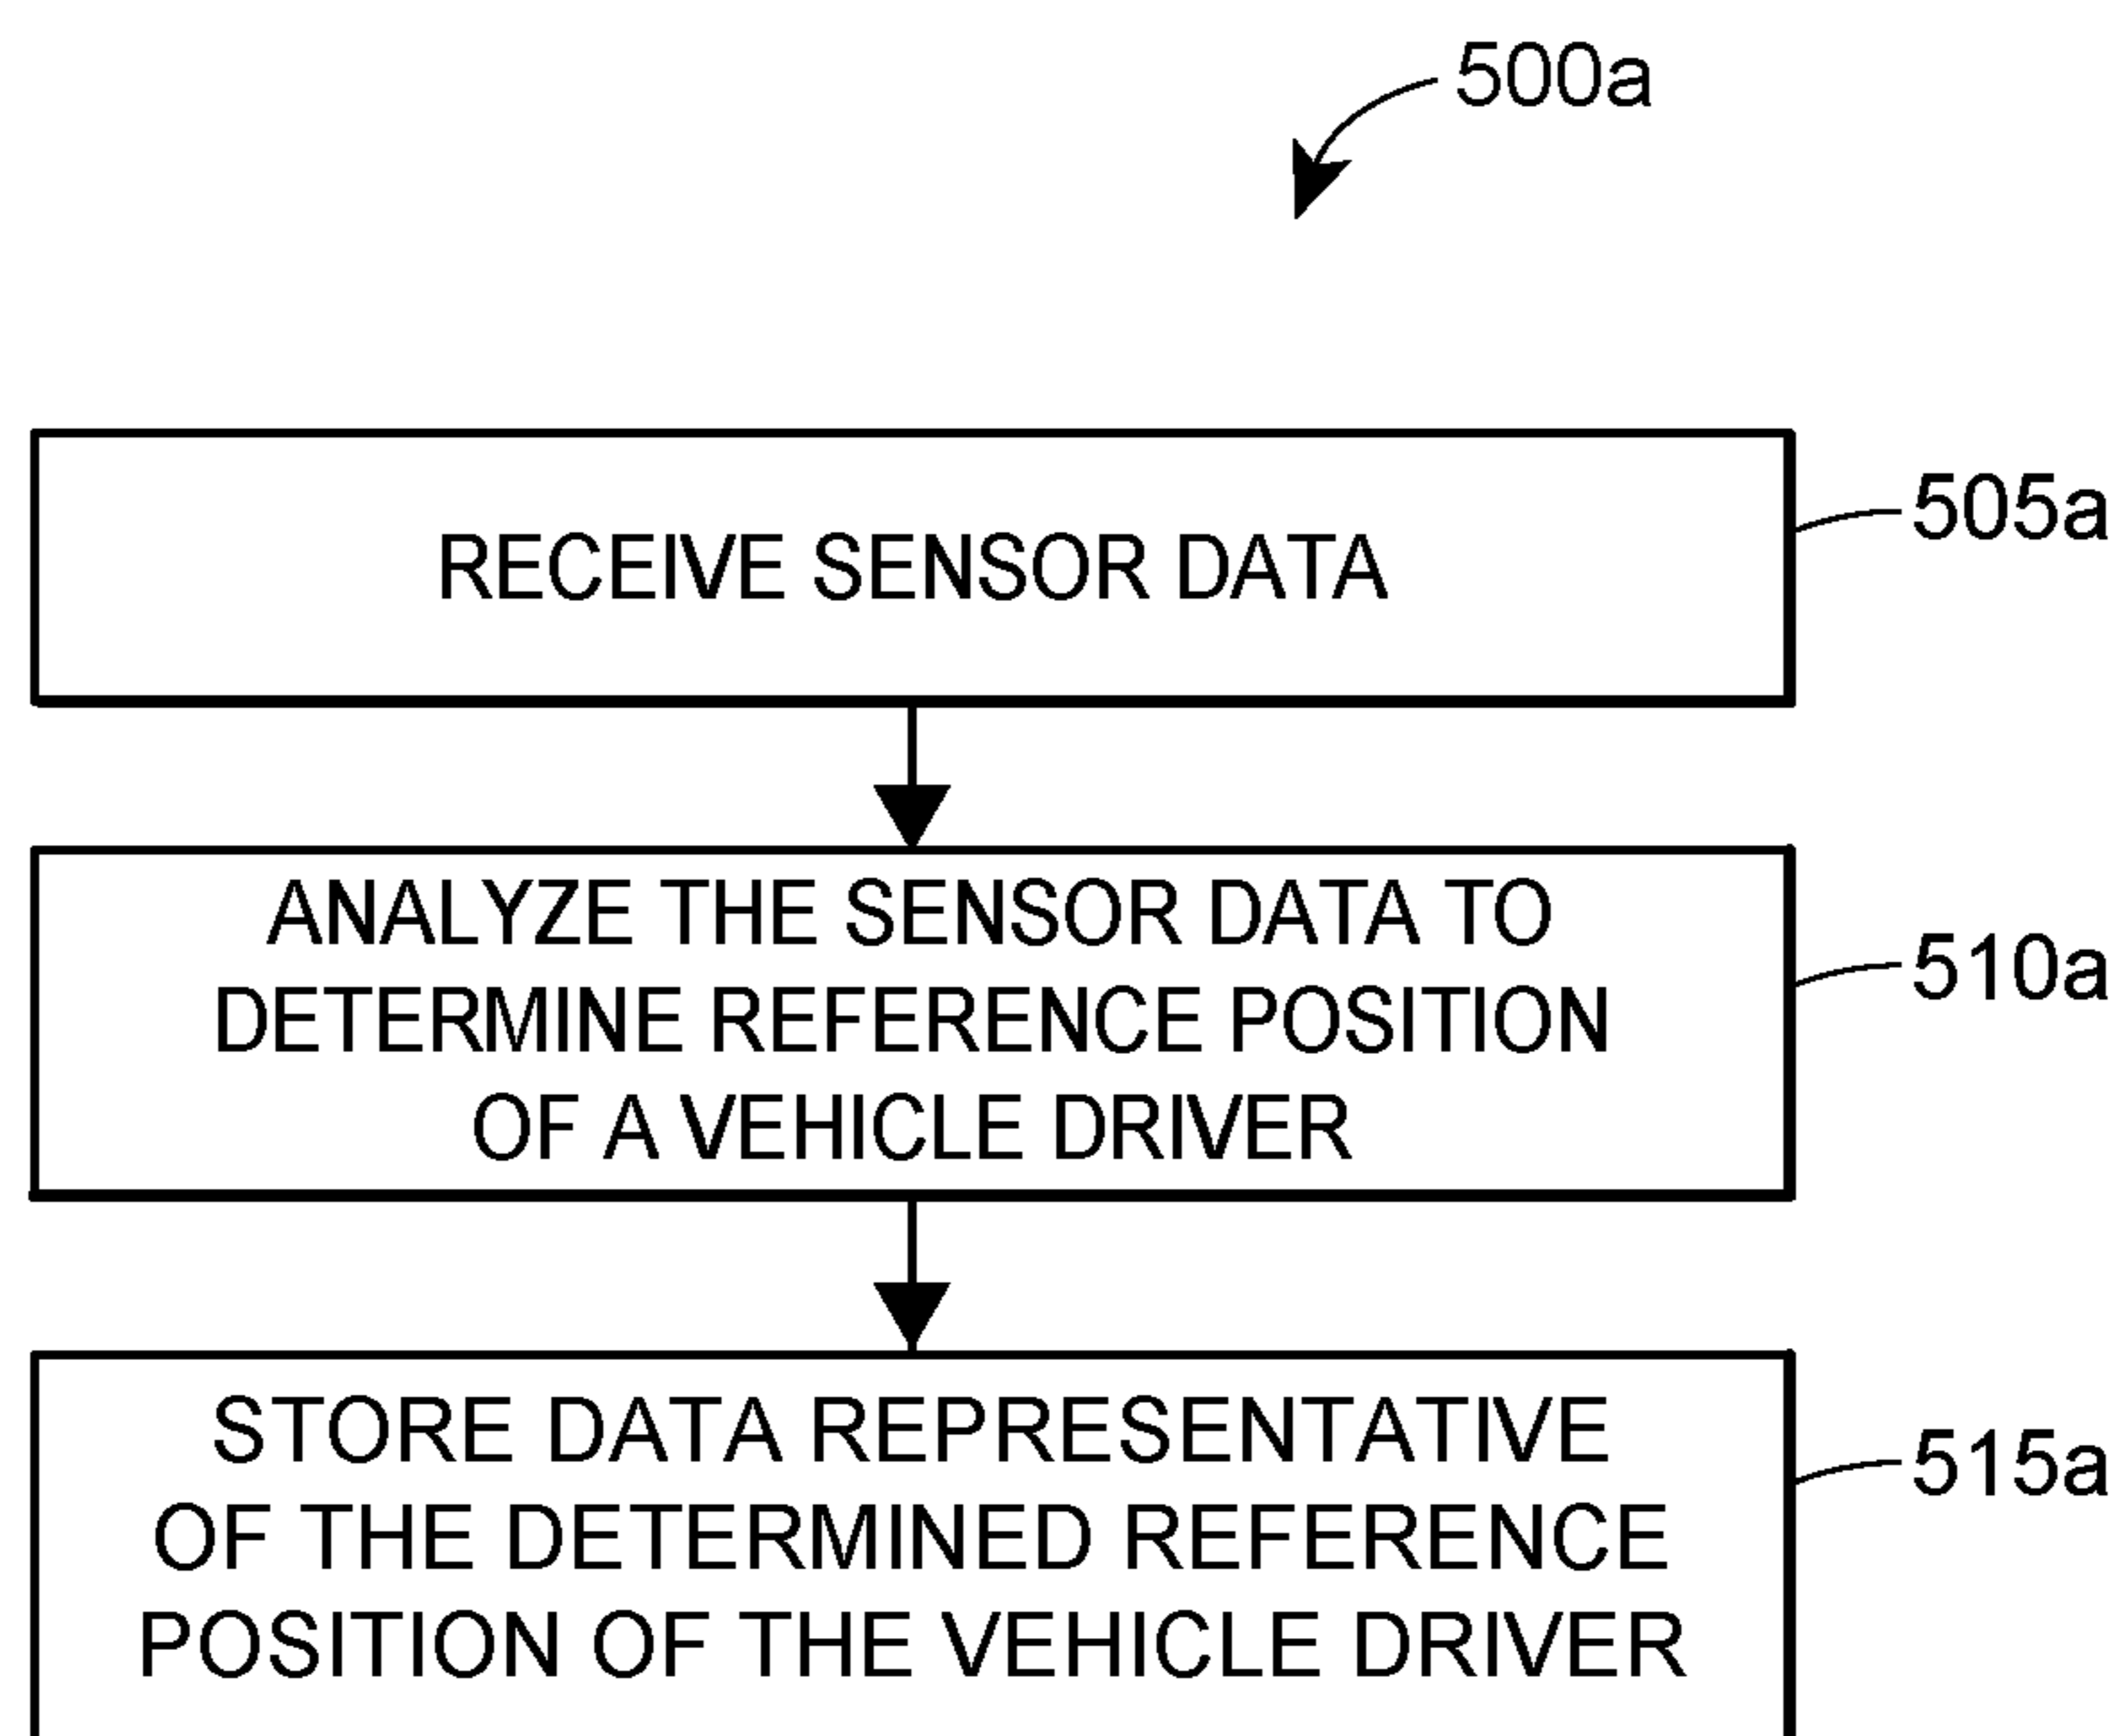 500a
RECEIVE SENSOR DATA
505a
ANALYZE THE SENSOR DATA TO
DETERMINE REFERENCE POSITION
OF A VEHICLE DRIVER
510a
STORE DATA REPRESENTATIVE
OF THE DETERMINED REFERENCE
POSITION OF THE VEHICLE DRIVER
515a